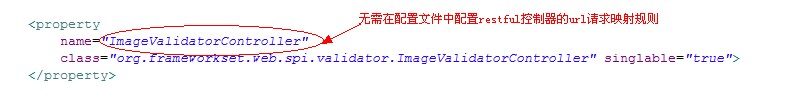 无需在配置文件中配置restful控制器的url请求映射规则
<property
name="ImageValidatorController"
class="org.frameworkset.web.spi.validator.ImageValidatorController" singlable="true">
</property>